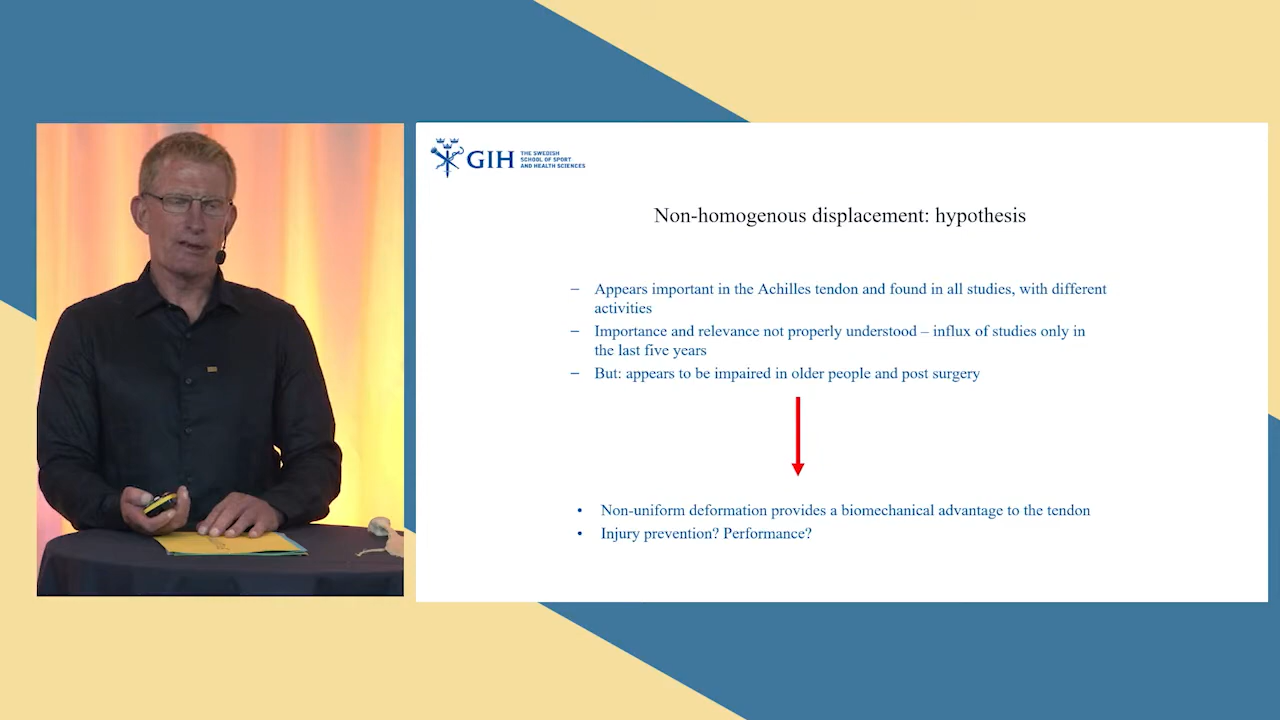 GIH
THE SWEDISH
SCHOOL OF SPORT
AND HEALTH SCIENCES
Non-homogenous displacement: hypothesis
– Appears important in the Achilles tendon and found in all studies, with different
activities
– Importance and relevance not properly understood – influx of studies only in
the last five years
– But: appears to be impaired in older people and post surgery
• Non-uniform deformation provides a biomechanical advantage to the tendon
• Injury prevention? Performance?